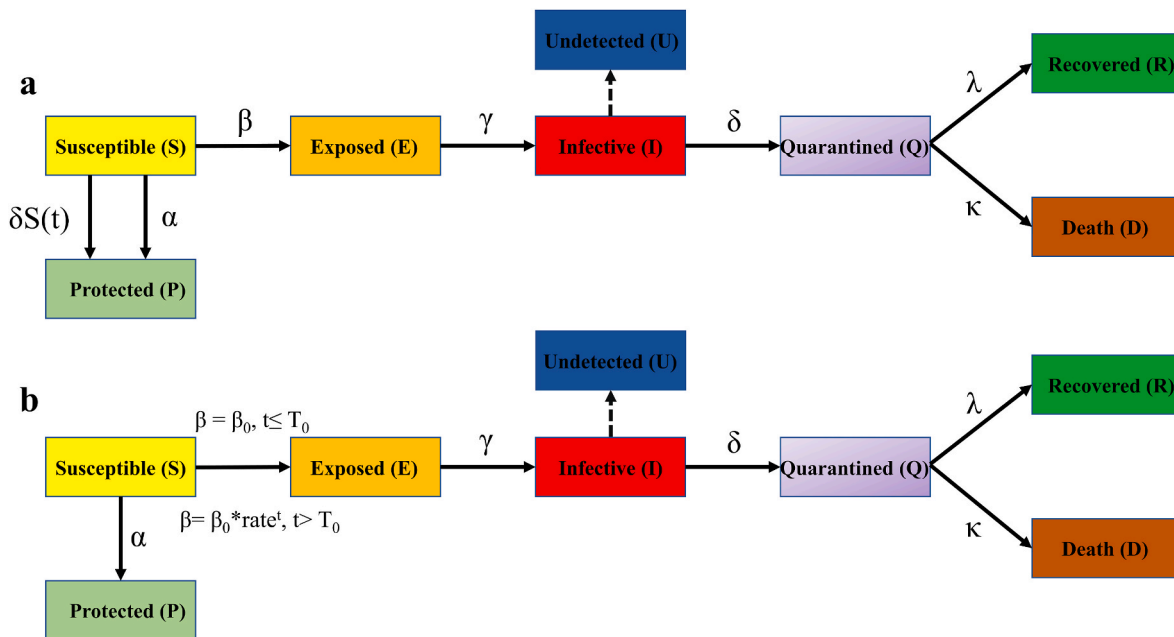 Undetected (U)
Recovered (R)
a
β
γ
δ
λ
Susceptible (S)
Exposed (E)
Infective (I)
Quarantined (Q)
δS(t)
α
κ
Death (D)
Protected (P)
Undetected (U)
Recovered (R)
b
β = β₀, t≤ T₀
γ
δ
λ
Susceptible (S)
Exposed (E)
Infective (I)
Quarantined (Q)
β= β₀*rateᵗ, t> T₀
α
κ
Death (D)
Protected (P)